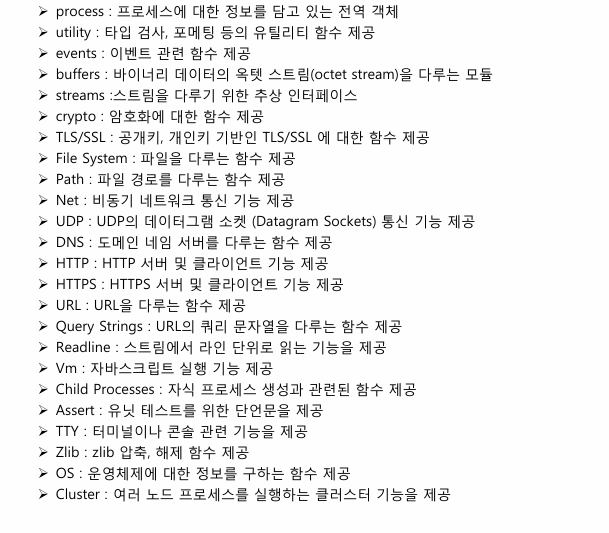 ➢ process : 프로세스에 대한 정보를 담고 있는 전역 객체
➢ utility : 타입 검사, 포메팅 등의 유틸리티 함수 제공
➢ events : 이벤트 관련 함수 제공
➢ buffers : 바이너리 데이터의 옥텟 스트림(octet stream)을 다루는 모듈
➢ streams :스트림을 다루기 위한 추상 인터페이스
➢ crypto : 암호화에 대한 함수 제공
➢ TLS/SSL : 공개키, 개인키 기반인 TLS/SSL 에 대한 함수 제공
➢ File System : 파일을 다루는 함수 제공
➢ Path : 파일 경로를 다루는 함수 제공
➢ Net : 비동기 네트워크 통신 기능 제공
➢ UDP : UDP의 데이터그램 소켓 (Datagram Sockets) 통신 기능 제공
➢ DNS : 도메인 네임 서버를 다루는 함수 제공
➢ HTTP : HTTP 서버 및 클라이언트 기능 제공
➢ HTTPS : HTTPS 서버 및 클라이언트 기능 제공
➢ URL : URL을 다루는 함수 제공
➢ Query Strings : URL의 쿼리 문자열을 다루는 함수 제공
➢ Readline : 스트림에서 라인 단위로 읽는 기능을 제공
➢ Vm : 자바스크립트 실행 기능 제공
➢ Child Processes : 자식 프로세스 생성과 관련된 함수 제공
➢ Assert : 유닛 테스트를 위한 단언문을 제공
➢ TTY : 터미널이나 콘솔 관련 기능을 제공
➢ Zlib : zlib 압축, 해제 함수 제공
➢ OS : 운영체제에 대한 정보를 구하는 함수 제공
➢ Cluster : 여러 노드 프로세스를 실행하는 클러스터 기능을 제공